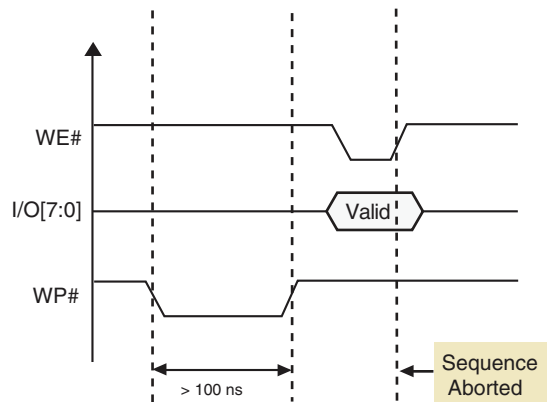 WE#
I/O[7:0]
Valid
WP#
> 100 ns
Sequence
Aborted